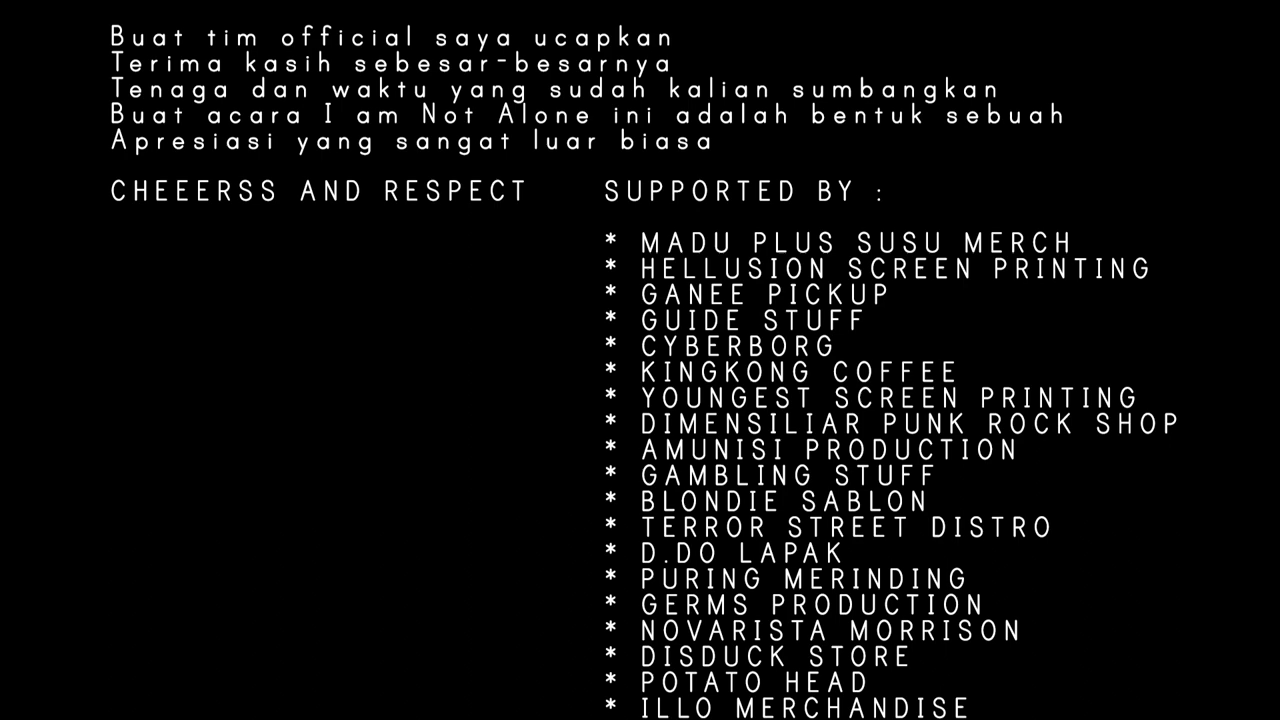 Buat tim official saya ucapkan
Terima kasih sebesar-besarnya
Tenaga dan waktu yang sudah kalian sumbangkan
Buat acara I am Not Alone ini adalah bentuk sebuah
Apresiasi yang sangat luar biasa
CHEEERSS AND RESPECT
SUPPORTED BY :
* MADU PLUS SUSU MERCH
* HELLUSION SCREEN PRINTING
* GANEE PICKUP
* GUIDE STUFF
* CYBERBORG
* KINGKONG COFFEE
* YOUNGEST SCREEN PRINTING
* DIMENSILIAR PUNK ROCK SHOP
* AMUNISI PRODUCTION
* GAMBLING STUFF
* BLONDIE SABLON
* TERROR STREET DISTRO
* D.DO LAPAK
* PURING MERINDING
* GERMS PRODUCTION
* NOVARISTA MORRISON
* DISDUCK STORE
* POTATO HEAD
* ILLO MERCHANDISE